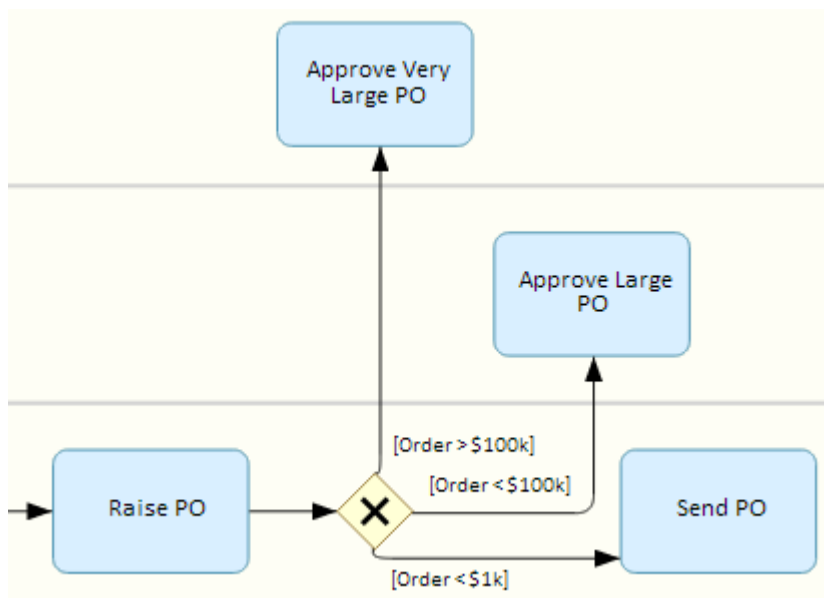 Approve Very
Large PO
Approve Large
PO
[Order > $100k]
[Order < $100k]
Raise PO
Send PO
[Order < $1k]